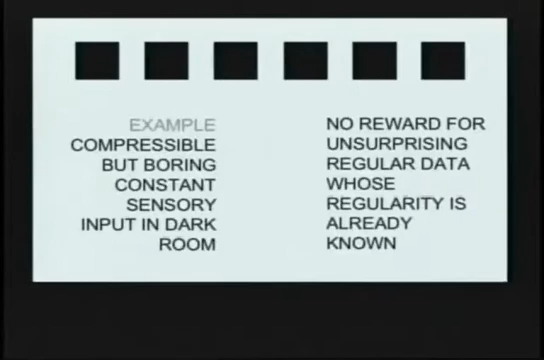 EXAMPLE
COMPRESSIBLE
BUT BORING
CONSTANT
SENSORY
INPUT IN DARK
ROOM
NO REWARD FOR
UNSURPRISING
REGULAR DATA
WHOSE
REGULARITY IS
ALREADY
KNOWN